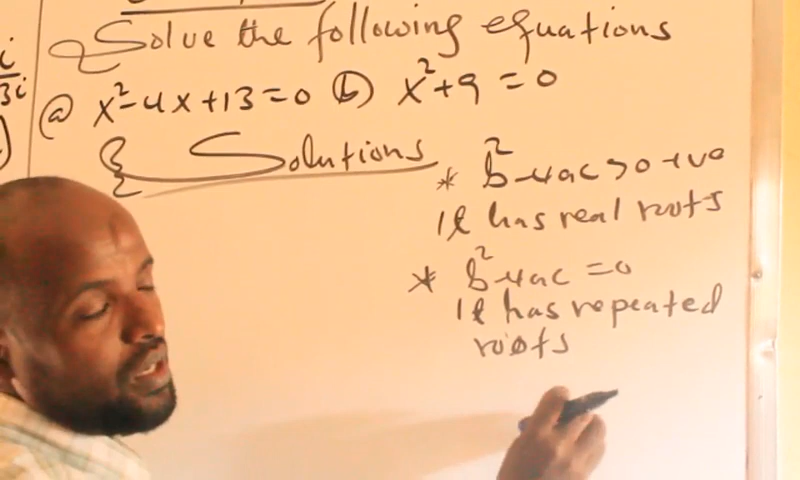 Solve the following equations
(a) x²-4x+13=0 (b) x²+9=0
Solutions
* b²-4ac>0 +ve
It has real roots
* b²-4ac=0
It has repeated
roots
i
3i
)